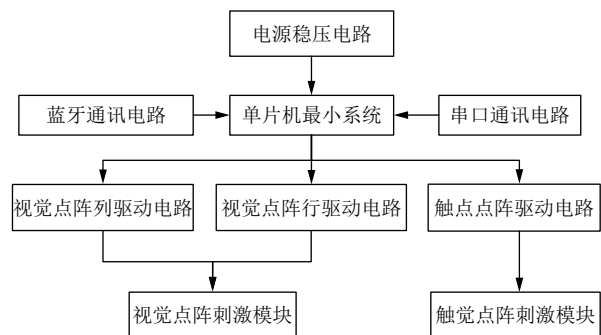 电源稳压电路
蓝牙通讯电路
单片机最小系统
串口通讯电路
视觉点阵列驱动电路
视觉点阵行驱动电路
触点点阵驱动电路
视觉点阵刺激模块
触觉点阵刺激模块